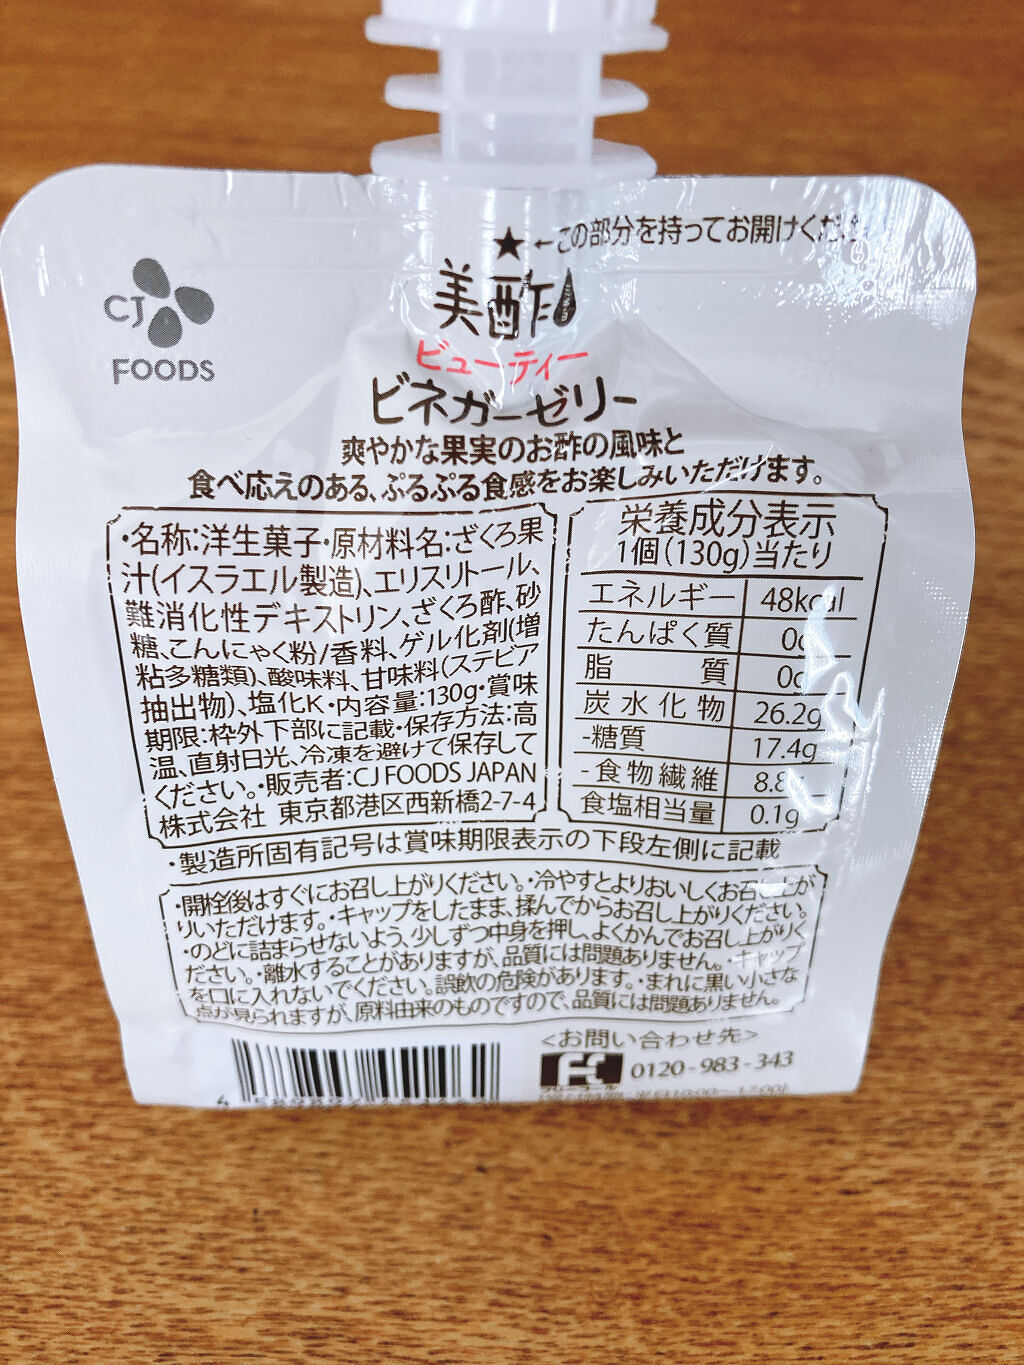 ★←この部分を持ってお開けくだ
CJ
FOODS
美酢
ビューティー
ビネガーゼリー
爽やかな果実のお酢の風味と
食べ応えのある、ぷるぷる食感をお楽しみいただけます。
・名称:洋生菓子・原材料名:ざくろ果
汁(イスラエル製造)、エリスリトール、
難消化性デキストリン、ざくろ酢、砂
糖、こんにゃく粉/香料、ゲル化剤(増
粘多糖類)、酸味料、甘味料(ステビア
抽出物)、塩化K・内容量:130g・賞味
期限:枠外下部に記載・保存方法:高
温、直射日光、冷凍を避けて保存して
ください。・販売者:CJ FOODS JAPAN
株式会社 東京都港区西新橋2-7-4
栄養成分表示
1個(130g)当たり
エネルギー 48kcal
たんぱく質 0g
脂質 0g
炭水化物 26.2g
-糖質 17.4g
-食物繊維 8.8
食塩相当量 0.1g
・製造所固有記号は賞味期限表示の下段左側に記載
・開栓後はすぐにお召し上がりください。・冷やすとよりおいしくお召し上が
りいただけます。・キャップをしたまま、揉んでからお召し上がりください。
・のどに詰まらせないよう、少しずつ中身を押し、よくかんでお召し上がりく
ださい。・離水することがありますが、品質には問題ありません。・キャップ
を口に入れないでください。誤飲の危険があります。・まれに黒い小さな
点が見られますが、原料由来のものですので、品質には問題ありません。
<お問い合わせ先>
フリーコール
0120-983-343